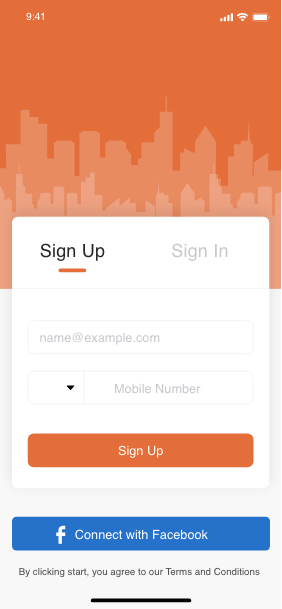 9:41
Sign Up
Sign In
name@example.com
Mobile Number
Sign Up
Connect with Facebook
By clicking start, you agree to our Terms and Conditions